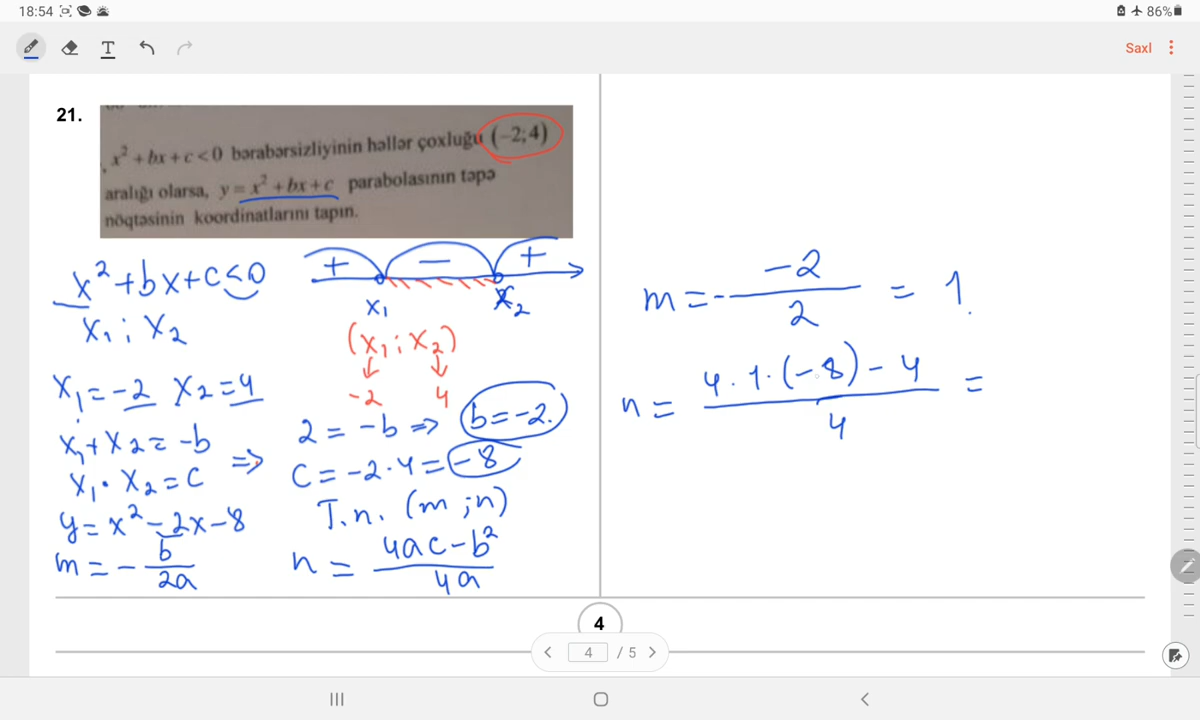 18:54
86%
T
Saxl
21.
x² + bx + c < 0 bərabərsizliyinin həllər çoxluğu (−2;4)
aralığı olarsa, y = x² + bx + c parabolasının təpə
nöqtəsinin koordinatlarını tapın.
x² + bx + c < 0
+ − +
x₁ x₂
x₁ ; x₂
(x₁ ; x₂)
-2 4
x₁ = -2 x₂ = 4
x₁ + x₂ = -b
x₁ · x₂ = c
=>
2 = -b => b = -2.
c = -2 · 4 = -8
y = x² - 2x - 8
T.n. (m ; n)
m = - b/2a
n = 4ac - b²/4a
m = - -2/2 = 1.
n = 4 · 1 · (-8) - 4/4 =
4
4 / 5